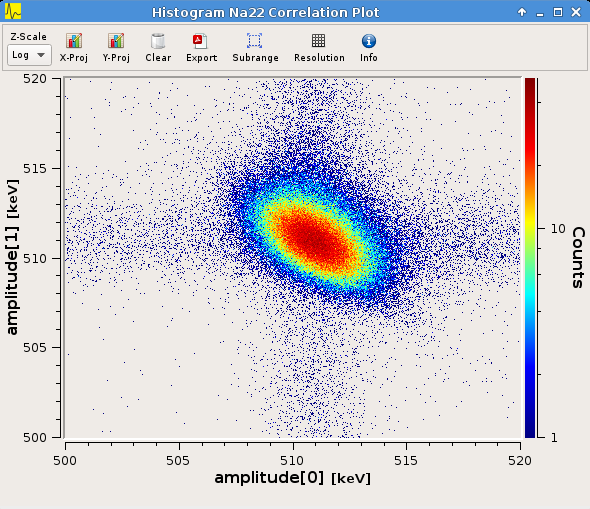 Histogram Na22 Correlation Plot
Z-Scale
Log
X-Proj
Y-Proj
Clear
Export
Subrange
Resolution
Info
520
515
510
505
500
amplitude[1] [keV]
500
505
510
515
520
amplitude[0] [keV]
10
1
Counts